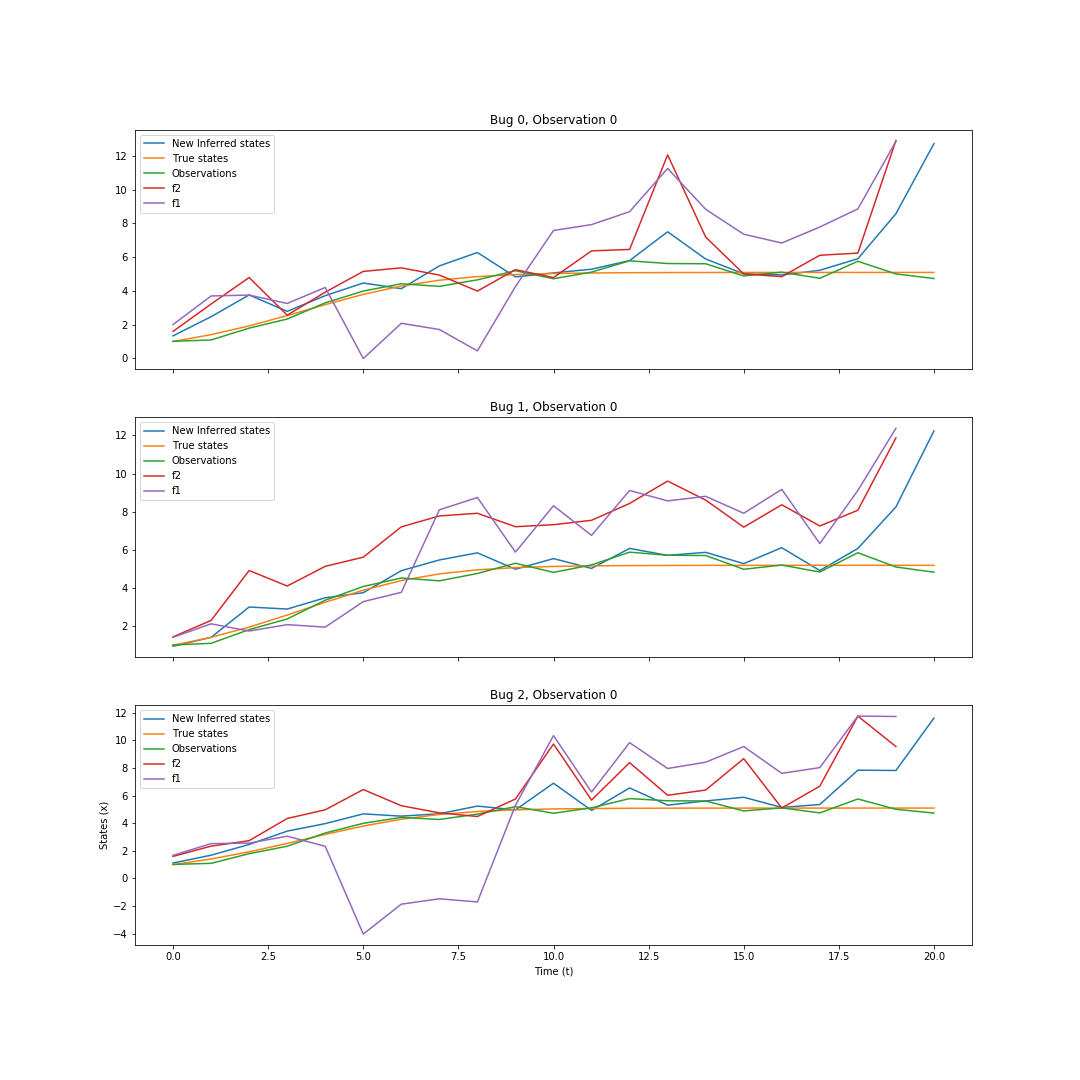 Bug 0, Observation 0
New Inferred states
True states
Observations
f2
f1
12
10
8
6
4
2
0
Bug 1, Observation 0
New Inferred states
True states
Observations
f2
f1
12
10
8
6
4
2
Bug 2, Observation 0
New Inferred states
True states
Observations
f2
f1
12
10
8
6
4
2
0
−2
−4
States (x)
0.0 2.5 5.0 7.5 10.0 12.5 15.0 17.5 20.0
Time (t)